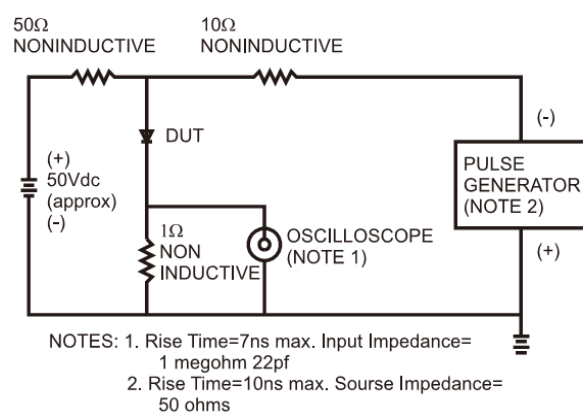 50Ω
NONINDUCTIVE
10Ω
NONINDUCTIVE
DUT
(+)
50Vdc
(approx)
(-)
1Ω
NON
INDUCTIVE
OSCILLOSCOPE
(NOTE 1)
(-)
PULSE
GENERATOR
(NOTE 2)
(+)
NOTES: 1. Rise Time=7ns max. Input Impedance=
1 megohm 22pf
2. Rise Time=10ns max. Sourse Impedance=
50 ohms